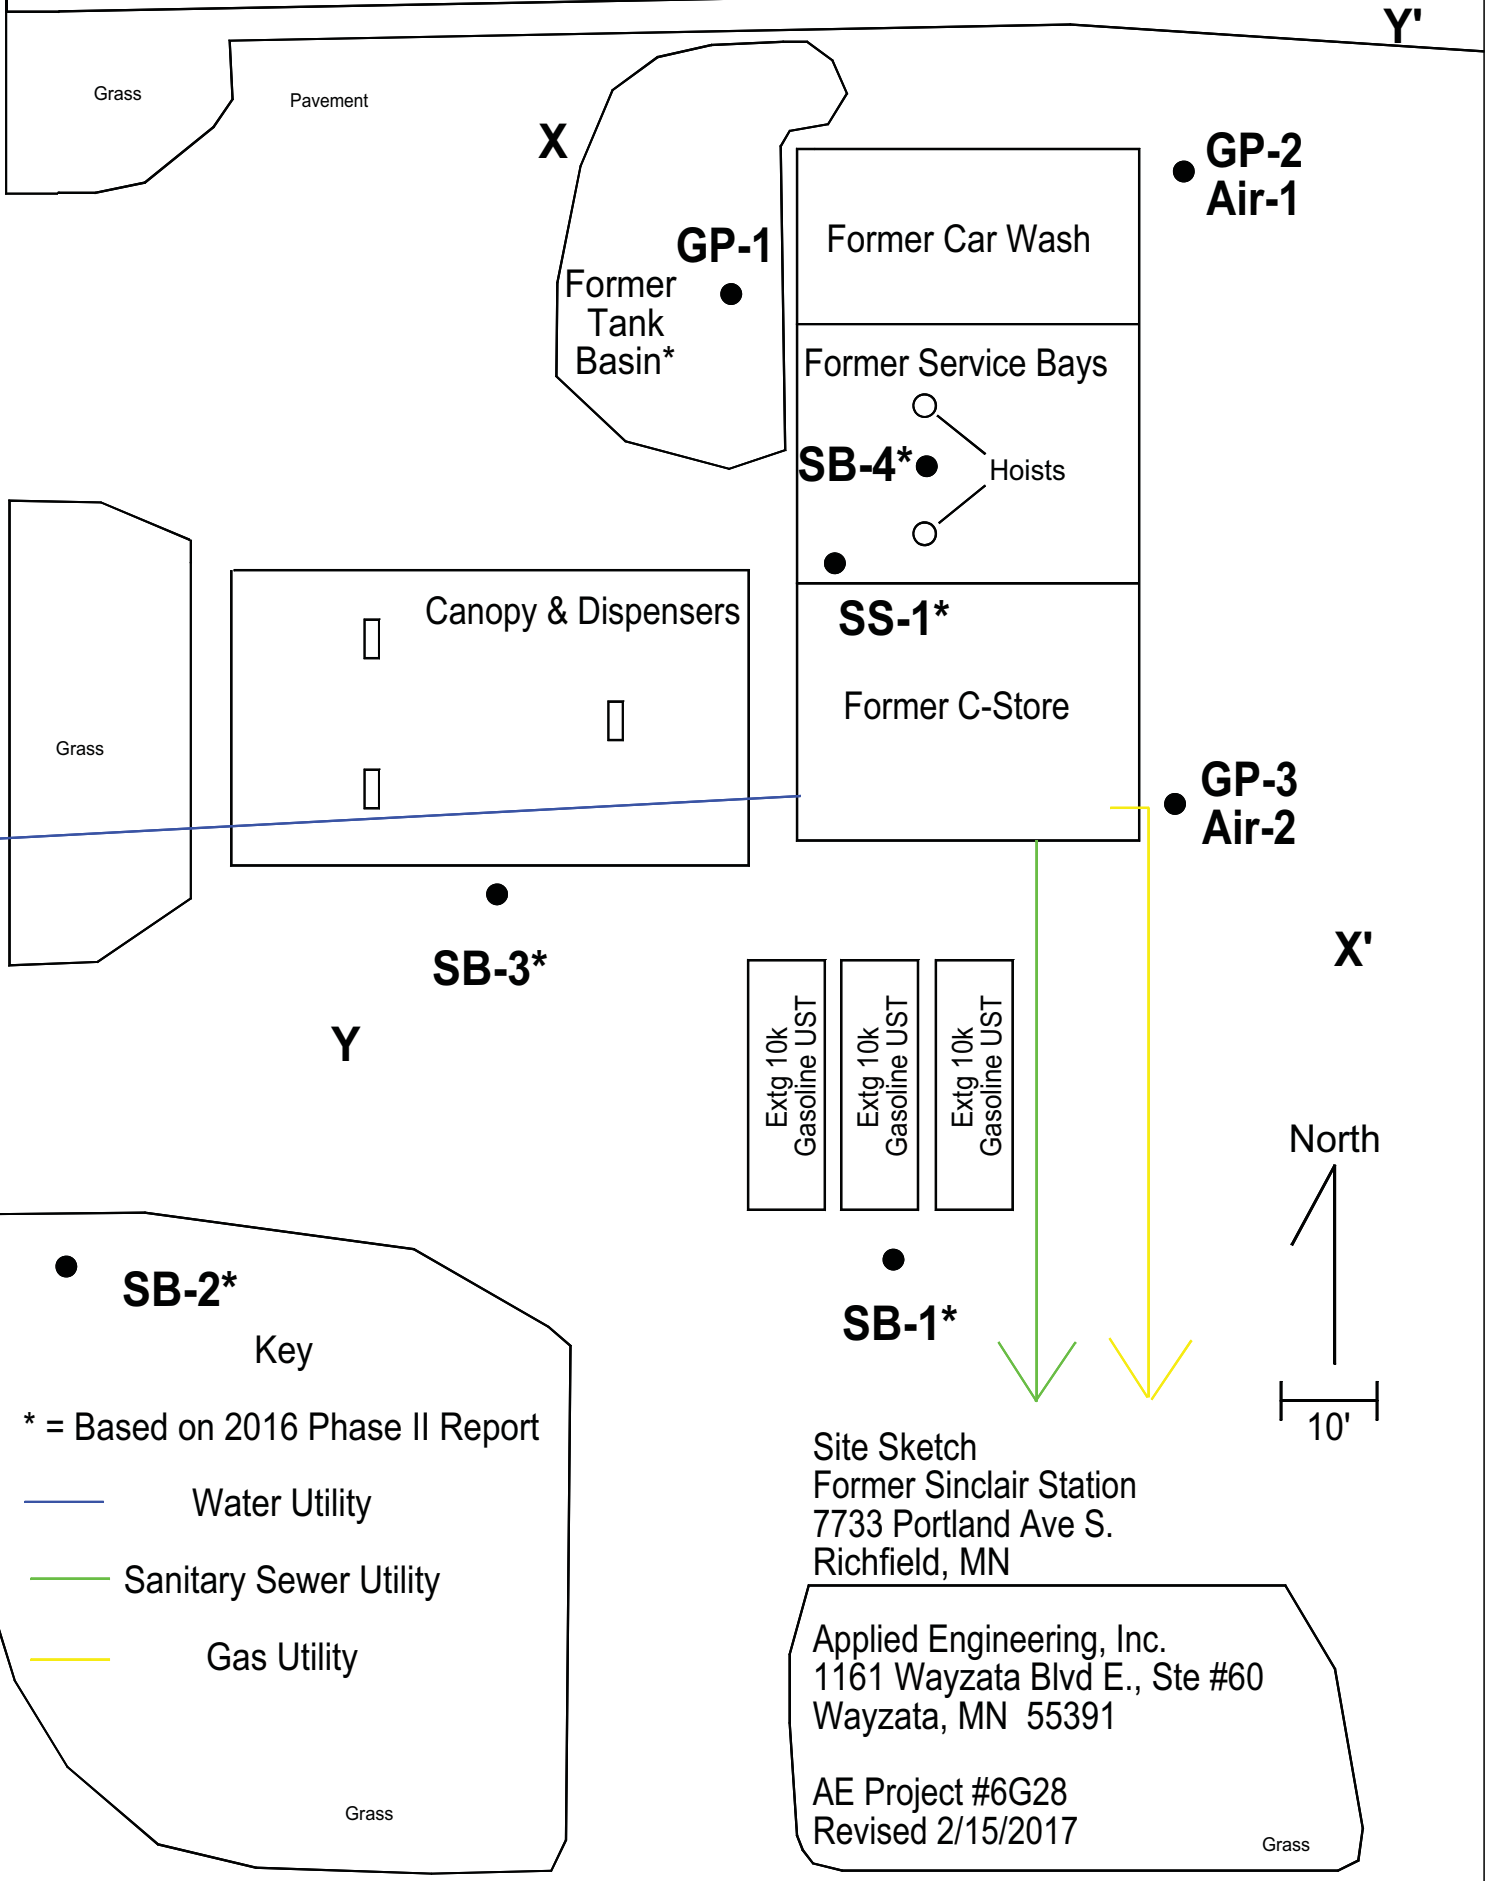 Y'
Grass
Pavement
X
GP-2
Air-1
GP-1
Former Car Wash
Former
Tank
Basin*
Former Service Bays
SB-4*
Hoists
SS-1*
Canopy & Dispensers
Former C-Store
Grass
GP-3
Air-2
SB-3*
X'
Y
Extg 10k
Gasoline UST
Extg 10k
Gasoline UST
Extg 10k
Gasoline UST
North
10'
SB-2*
SB-1*
Key
* = Based on 2016 Phase II Report
Water Utility
Sanitary Sewer Utility
Gas Utility
Grass
Site Sketch
Former Sinclair Station
7733 Portland Ave S.
Richfield, MN
Applied Engineering, Inc.
1161 Wayzata Blvd E., Ste #60
Wayzata, MN  55391
AE Project #6G28
Revised 2/15/2017
Grass